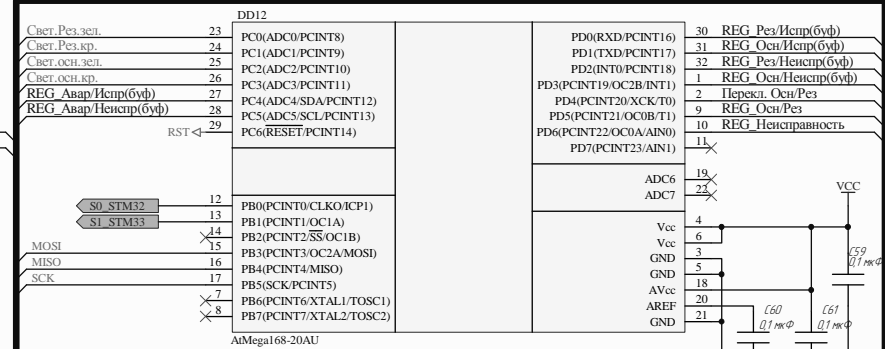 DD12
Свет.Рез.зел. 23 PC0(ADC0/PCINT8) PD0(RXD/PCINT16) 30 REG_Рез/Испр(буф)
Свет.Рез.кр. 24 PC1(ADC1/PCINT9) PD1(TXD/PCINT17) 31 REG_Осн/Испр(буф)
Свет.осн.зел. 25 PC2(ADC2/PCINT10) PD2(INT0/PCINT18) 32 REG_Рез/Неиспр(буф)
Свет.осн.кр. 26 PC3(ADC3/PCINT11) PD3(PCINT19/OC2B/INT1) 1 REG_Осн/Неиспр(буф)
REG_Авар/Испр(буф) 27 PC4(ADC4/SDA/PCINT12) PD4(PCINT20/XCK/T0) 2 Перекл. Осн/Рез
REG_Авар/Неиспр(буф) 28 PC5(ADC5/SCL/PCINT13) PD5(PCINT21/OC0B/T1) 9 REG_Осн/Рез
RST 29 PC6(RESET/PCINT14) PD6(PCINT22/OC0A/AIN0) 10 REG_Неисправность
PD7(PCINT23/AIN1) 11
ADC6 19
ADC7 22
VCC
S0_STM32 12 PB0(PCINT0/CLKO/ICP1)
S1_STM33 13 PB1(PCINT1/OC1A) Vcc 4
14 PB2(PCINT2/SS/OC1B) Vcc 6
MOSI 15 PB3(PCINT3/OC2A/MOSI) GND 3 C59
MISO 16 PB4(PCINT4/MISO) GND 5 0,1 мкФ
SCK 17 PB5(SCK/PCINT5) AVcc 18
7 PB6(PCINT6/XTAL1/TOSC1) AREF 20 C60 C61
8 PB7(PCINT7/XTAL2/TOSC2) GND 21 0,1 мкФ 0,1 мкФ
AtMega168-20AU